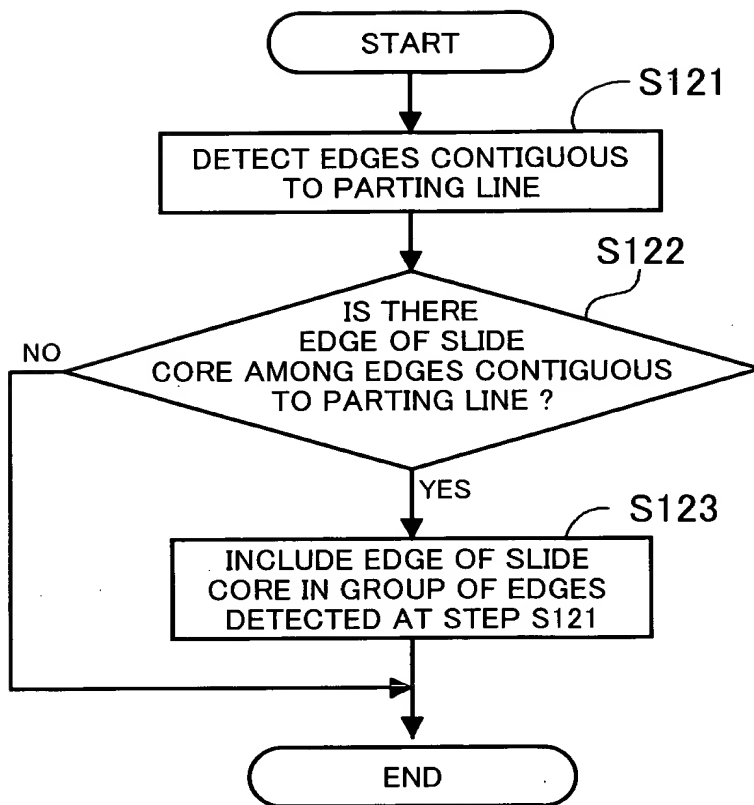 START
S121
DETECT EDGES CONTIGUOUS
TO PARTING LINE
S122
IS THERE
EDGE OF SLIDE
CORE AMONG EDGES CONTIGUOUS
TO PARTING LINE ?
NO
YES
S123
INCLUDE EDGE OF SLIDE
CORE IN GROUP OF EDGES
DETECTED AT STEP S121
END